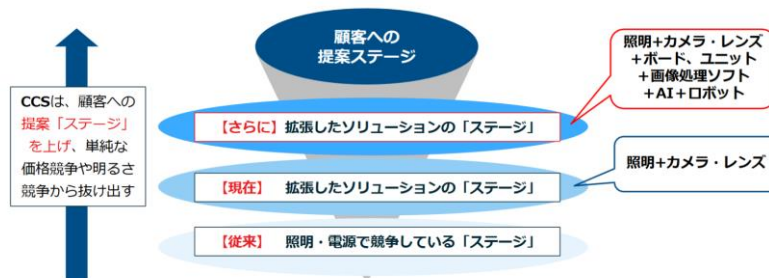 顧客への
提案ステージ
CCSは、顧客への
提案「ステージ」
を上げ、単純な
価格競争や明るさ
競争から抜け出す
【さらに】拡張したソリューションの「ステージ」
照明+カメラ・レンズ
+ボード、ユニット
+画像処理ソフト
+AI+ロボット
【現在】拡張したソリューションの「ステージ」
照明+カメラ・レンズ
【従来】 照明・電源で競争している「ステージ」